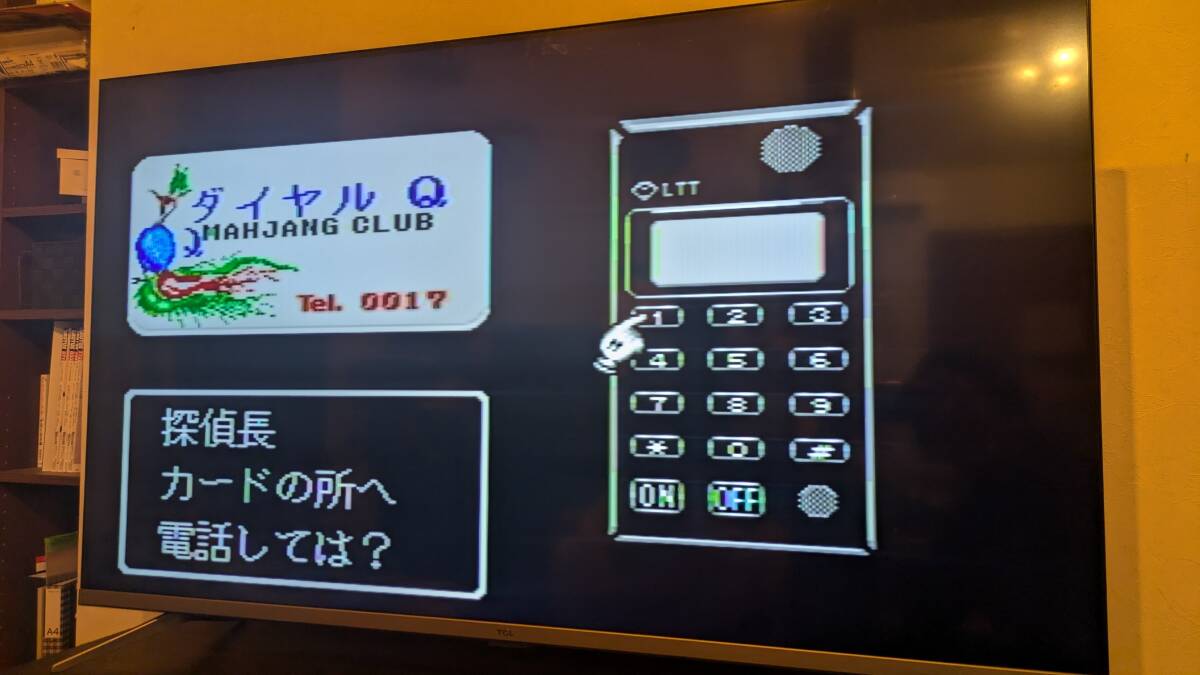 ダイヤル Q
MAHJANG CLUB
Tel. 0017
探偵長
カードの所へ
電話しては?
LTT
1 2 3
4 5 6
7 8 9
* 0 #
ON OFF
TCL
A4